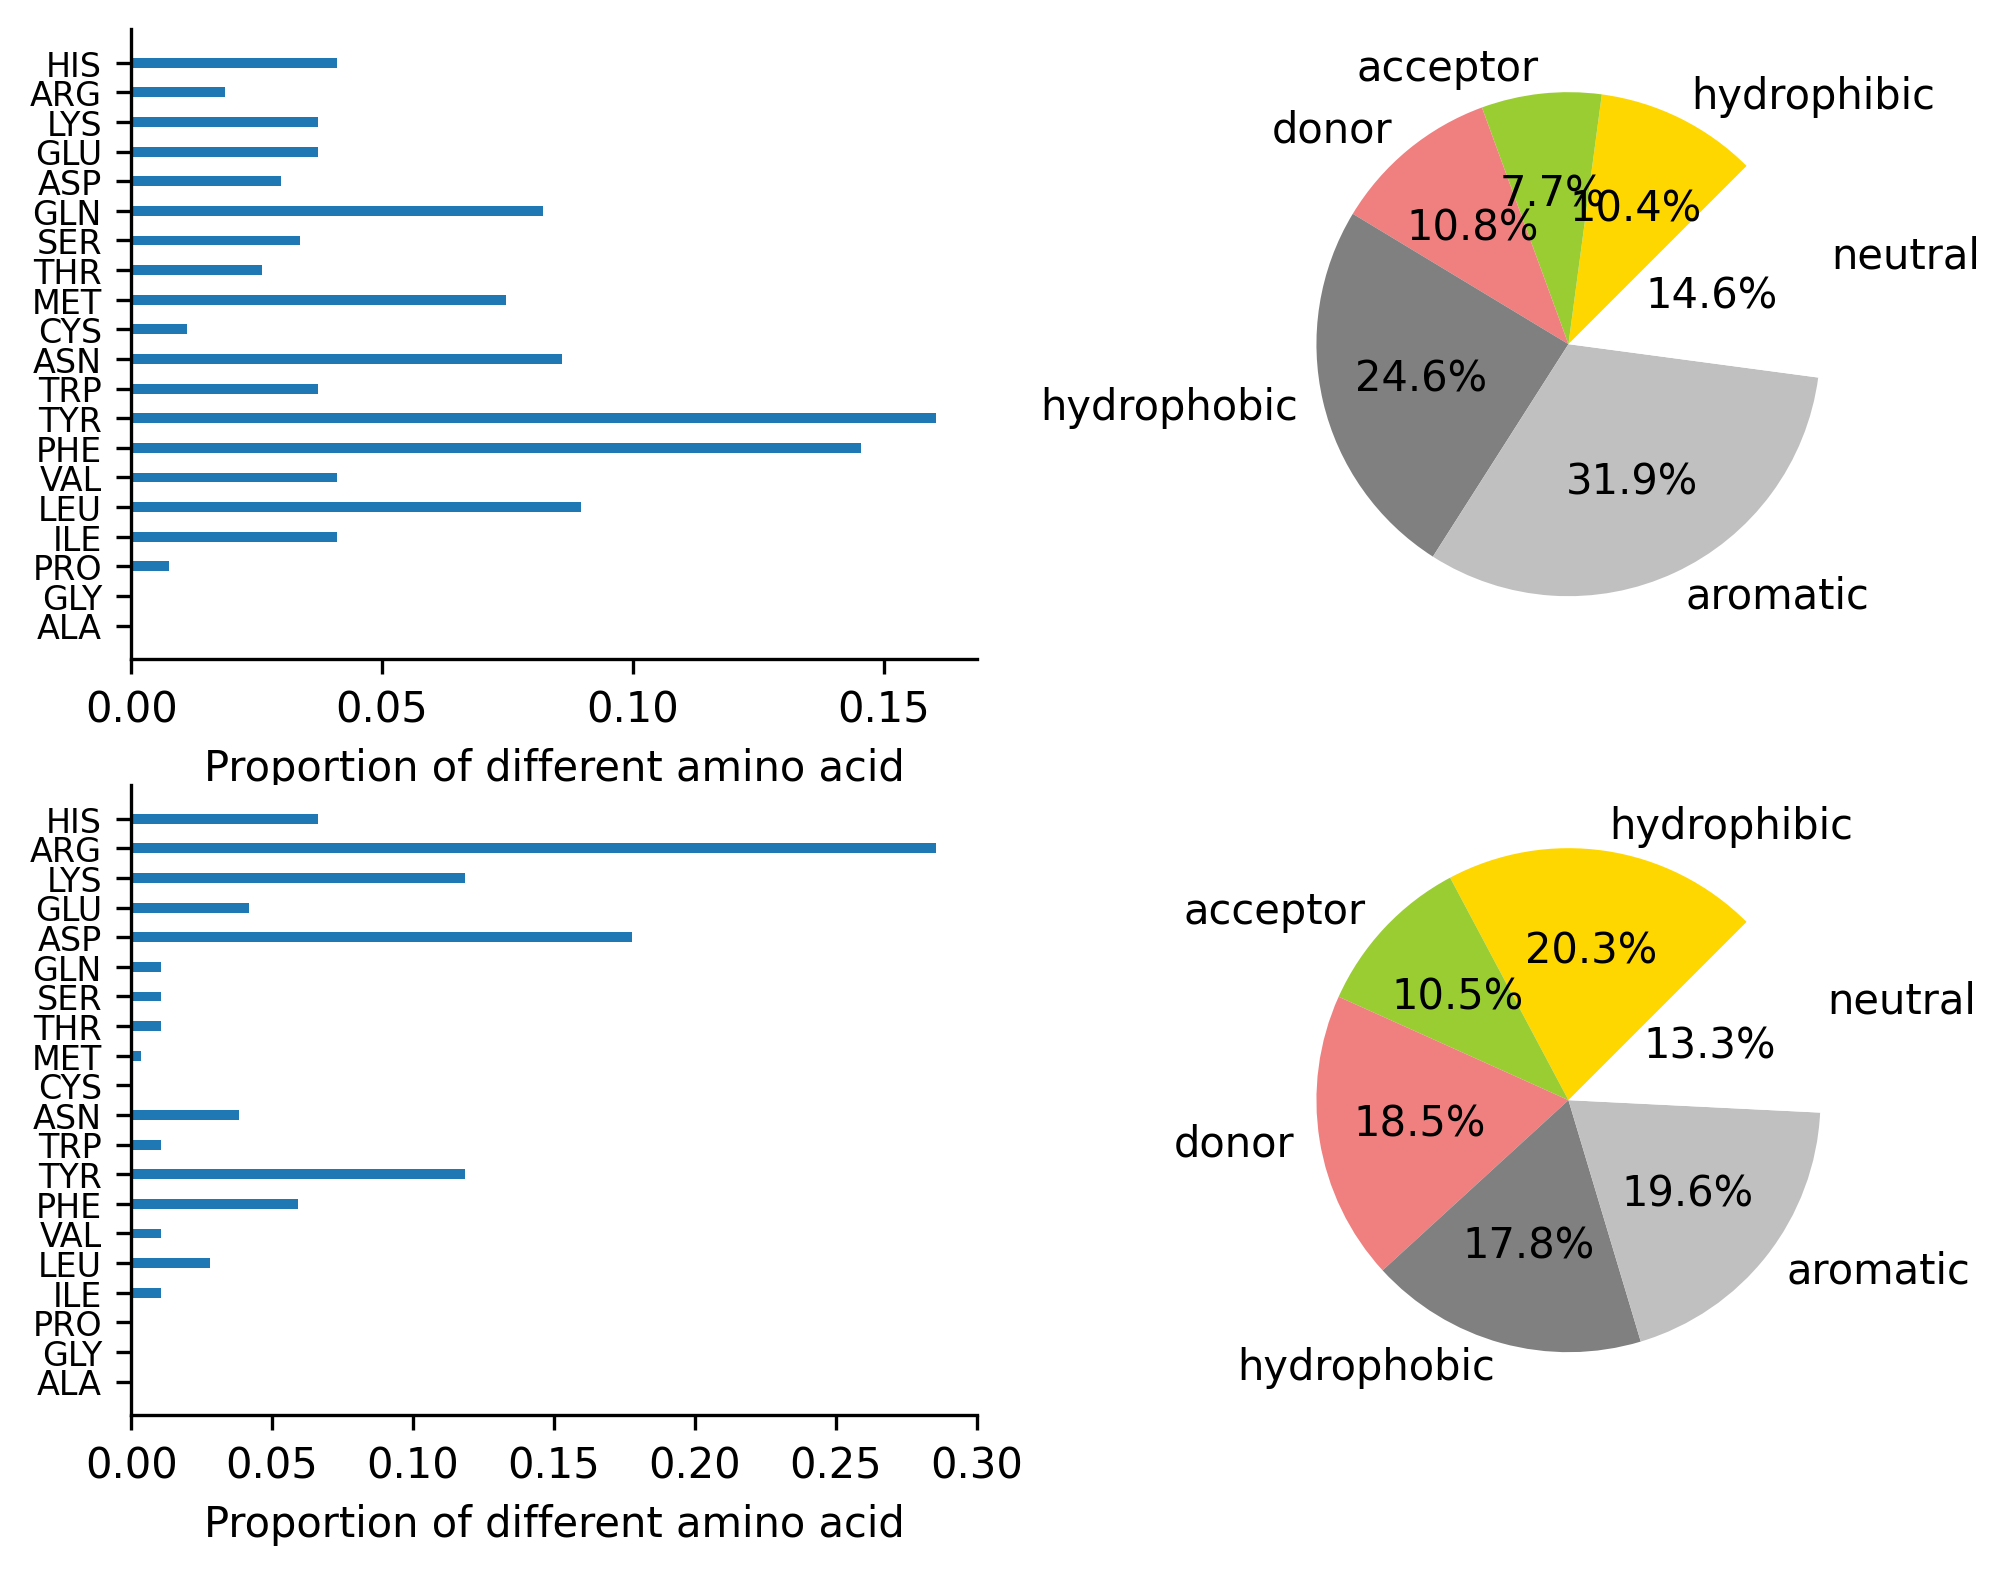 HIS
ARG
LYS
GLU
ASP
GLN
SER
THR
MET
CYS
ASN
TRP
TYR
PHE
VAL
LEU
ILE
PRO
GLY
ALA
0.00 0.05 0.10 0.15
Proportion of different amino acid
acceptor
hydrophibic
donor
7.7%
10.4%
10.8%
neutral
14.6%
24.6%
hydrophobic
31.9%
aromatic
HIS
ARG
LYS
GLU
ASP
GLN
SER
THR
MET
CYS
ASN
TRP
TYR
PHE
VAL
LEU
ILE
PRO
GLY
ALA
0.00 0.05 0.10 0.15 0.20 0.25 0.30
Proportion of different amino acid
hydrophibic
acceptor
20.3%
10.5%
neutral
13.3%
18.5%
donor
19.6%
17.8%
aromatic
hydrophobic